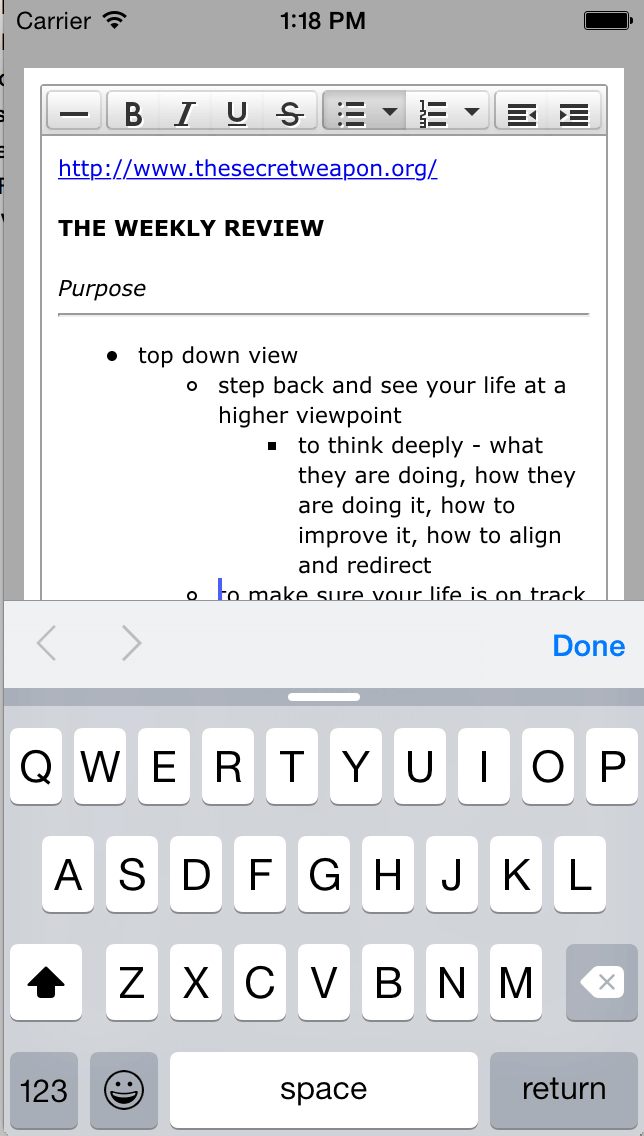 Carrier 1:18 PM
B I U S
http://www.thesecretweapon.org/
THE WEEKLY REVIEW
Purpose
top down view
step back and see your life at a
higher viewpoint
to think deeply - what
they are doing, how they
are doing it, how to
improve it, how to align
and redirect
to make sure your life is on track
Done
Q W E R T Y U I O P
A S D F G H J K L
Z X C V B N M
123 space return